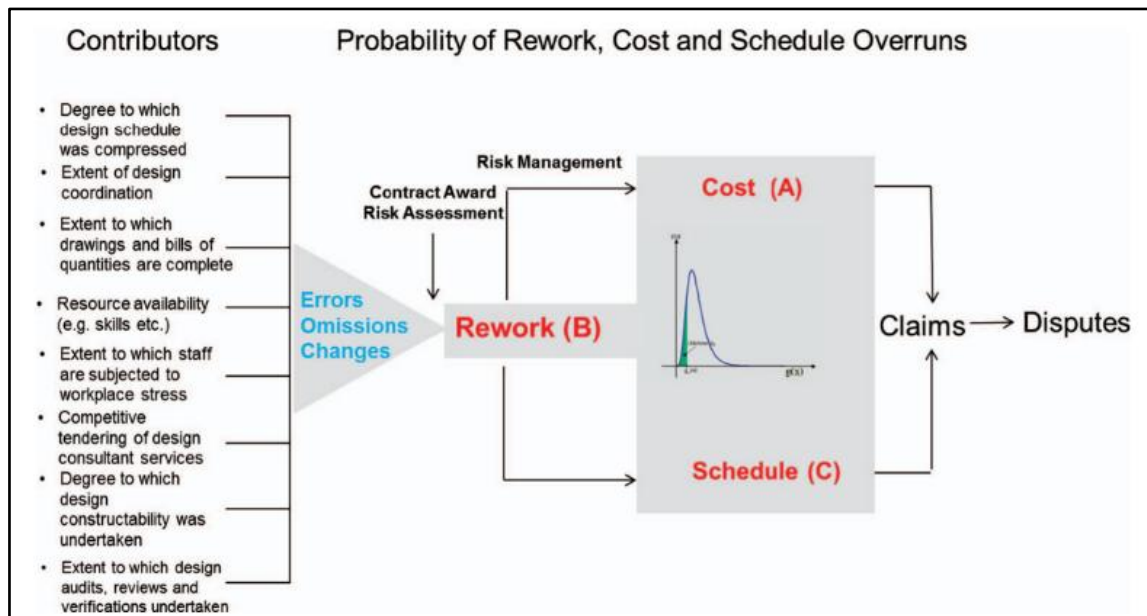 Contributors
Probability of Rework, Cost and Schedule Overruns
• Degree to which
design schedule
was compressed
• Extent of design
coordination
• Extent to which
drawings and bills of
quantities are complete
• Resource availability
(e.g. skills etc.)
• Extent to which staff
are subjected to
workplace stress
• Competitive
tendering of design
consultant services
• Degree to which
design
constructability was
undertaken
• Extent to which design
audits, reviews and
verifications undertaken
Errors
Omissions
Changes
Contract Award
Risk Assessment
Rework (B)
Risk Management
Cost (A)
g(x)
Schedule (C)
Claims
Disputes